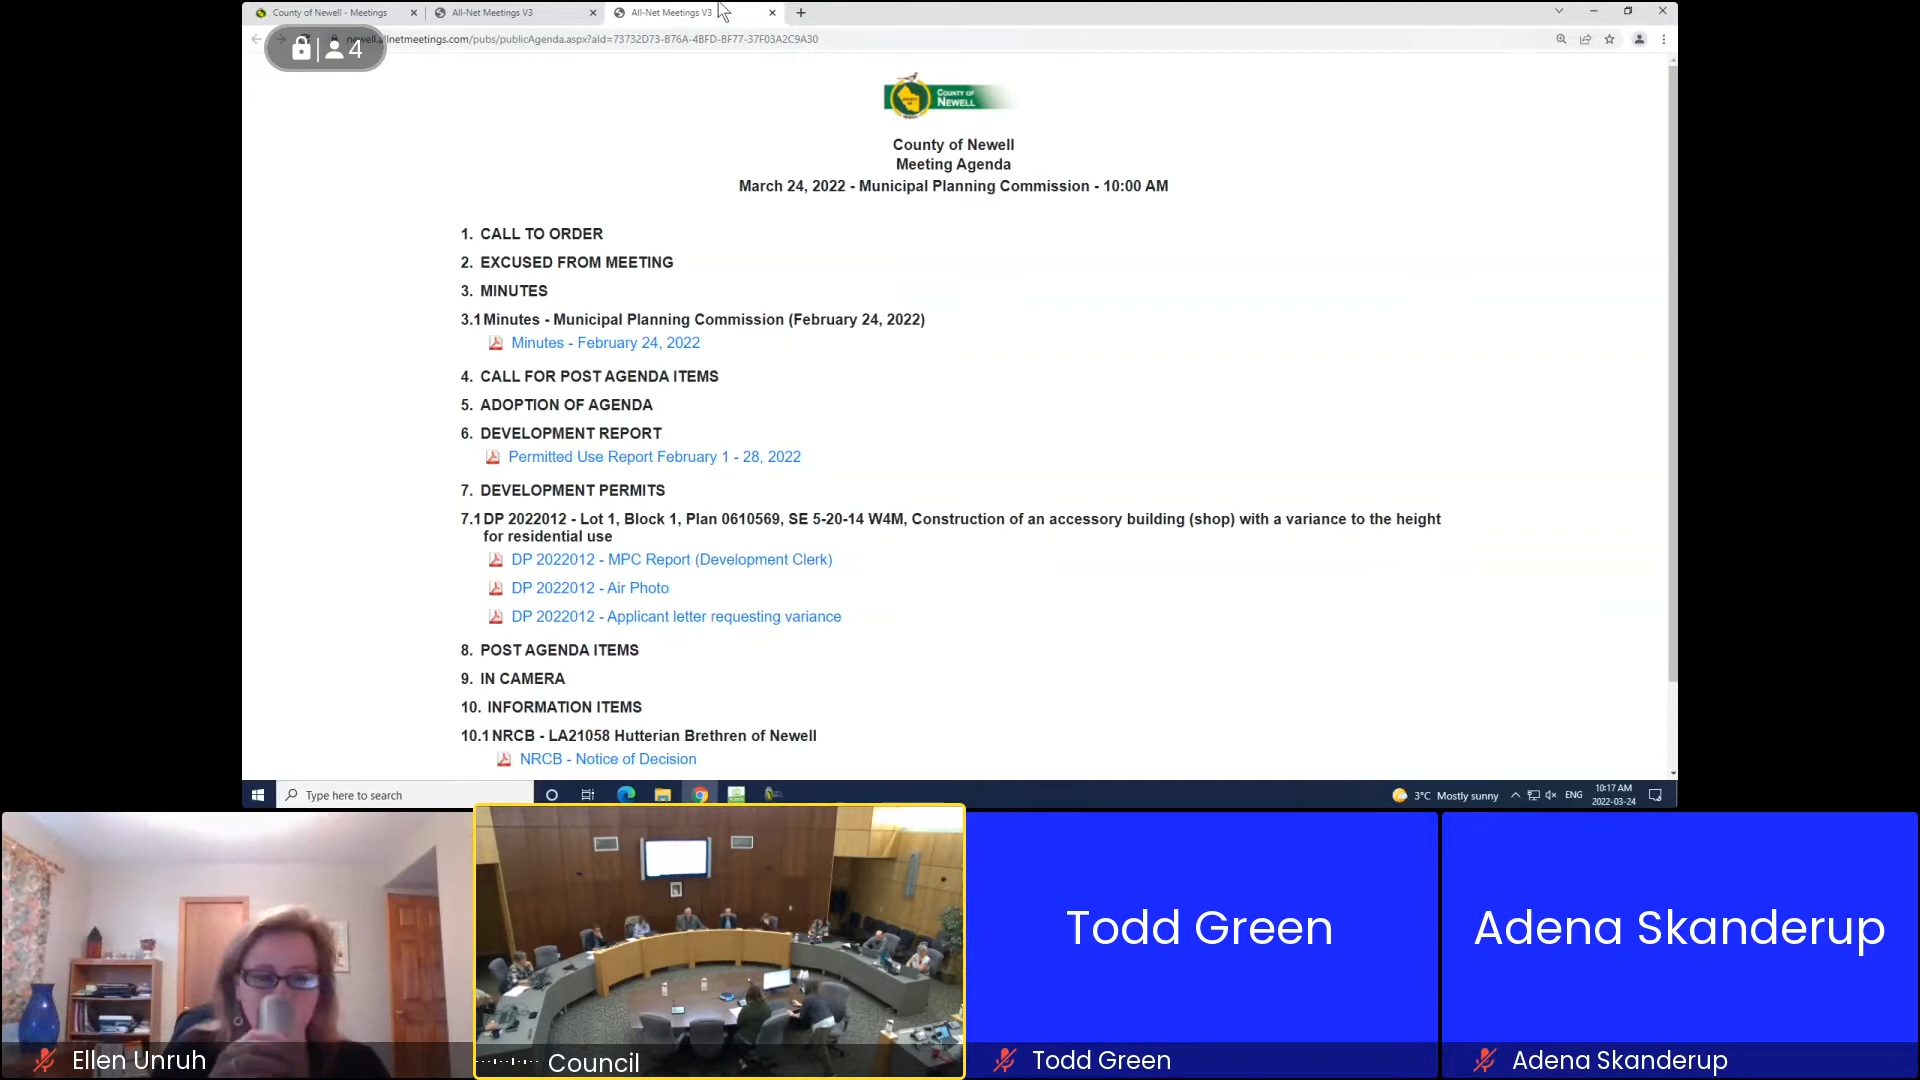 County of Newell - Meetings
All-Net Meetings V3
All-Net Meetings V3
netmeetings.com/pubs/publicAgenda.aspx?aId=73732D73-B76A-4BFD-BF77-37F03A2C9A30
4
COUNTY OF
NEWELL
County of Newell
Meeting Agenda
March 24, 2022 - Municipal Planning Commission - 10:00 AM
1. CALL TO ORDER
2. EXCUSED FROM MEETING
3. MINUTES
3.1 Minutes - Municipal Planning Commission (February 24, 2022)
Minutes - February 24, 2022
4. CALL FOR POST AGENDA ITEMS
5. ADOPTION OF AGENDA
6. DEVELOPMENT REPORT
Permitted Use Report February 1 - 28, 2022
7. DEVELOPMENT PERMITS
7.1 DP 2022012 - Lot 1, Block 1, Plan 0610569, SE 5-20-14 W4M, Construction of an accessory building (shop) with a variance to the height
for residential use
DP 2022012 - MPC Report (Development Clerk)
DP 2022012 - Air Photo
DP 2022012 - Applicant letter requesting variance
8. POST AGENDA ITEMS
9. IN CAMERA
10. INFORMATION ITEMS
10.1 NRCB - LA21058 Hutterian Brethren of Newell
NRCB - Notice of Decision
Type here to search
3°C Mostly sunny
ENG
10:17 AM
2022-03-24
Todd Green
Adena Skanderup
Ellen Unruh
Council
Todd Green
Adena Skanderup